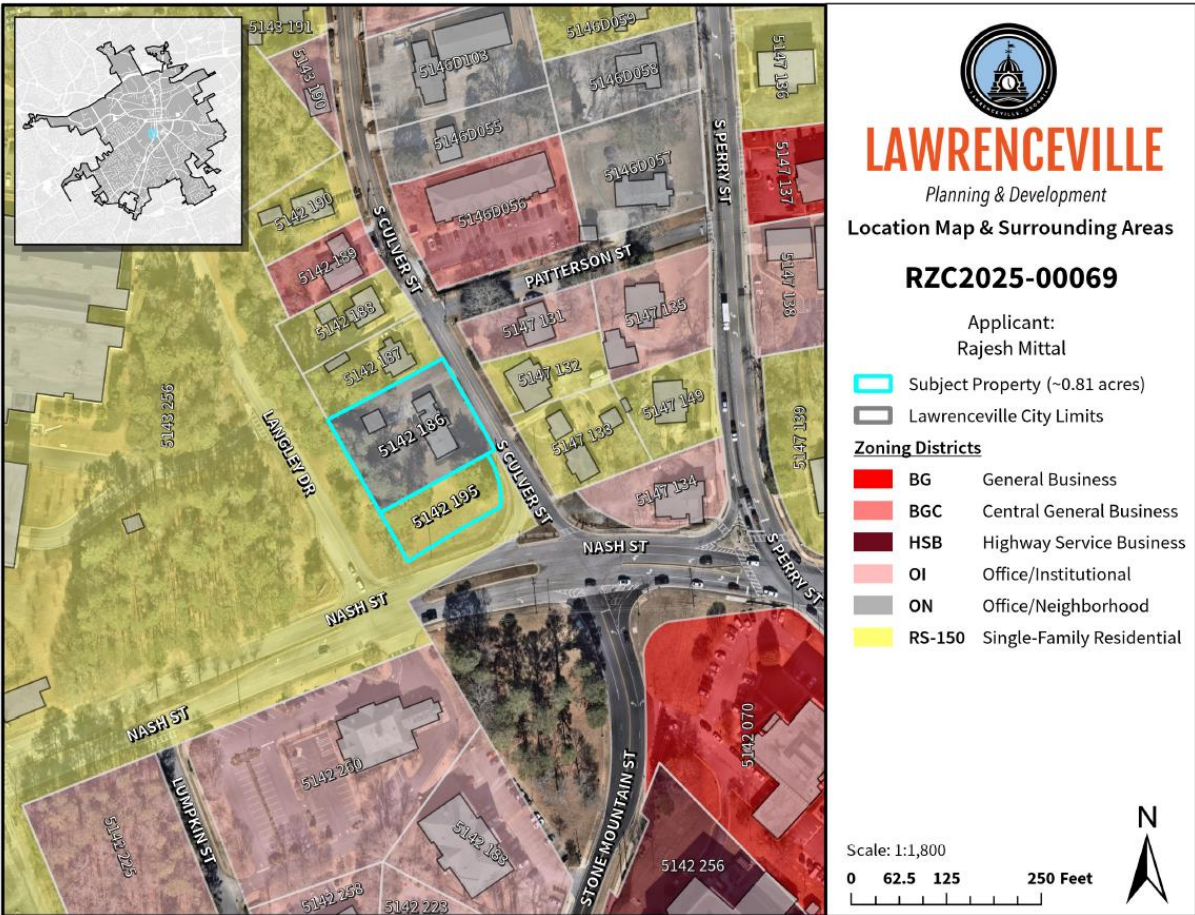 5143 191
5146D059
5146D103
5146D058
5147 136
5143 190
5146D055
5146D057
S PERRY ST
5147 137
5142 190
S CULVER ST
5146D056
5142 189
PATTERSON ST
5147 138
5142 188
5147 131
5147 135
5142 187
5147 132
5143 256
LANGLEY DR
5142 186
5147 149
5147 133
5147 139
S CULVER ST
5142 195
5147 134
NASH ST
S PERRY ST
NASH ST
NASH ST
5142 070
5142 260
LUMPKIN ST
STONE MOUNTAIN ST
5142 225
5142 183
5142 256
5142 258
5142 223
LAWRENCEVILLE, GEORGIA
LAWRENCEVILLE
Planning & Development
Location Map & Surrounding Areas
RZC2025-00069
Applicant:
Rajesh Mittal
Subject Property (~0.81 acres)
Lawrenceville City Limits
Zoning Districts
BG General Business
BGC Central General Business
HSB Highway Service Business
OI Office/Institutional
ON Office/Neighborhood
RS-150 Single-Family Residential
N
Scale: 1:1,800
0 62.5 125 250 Feet